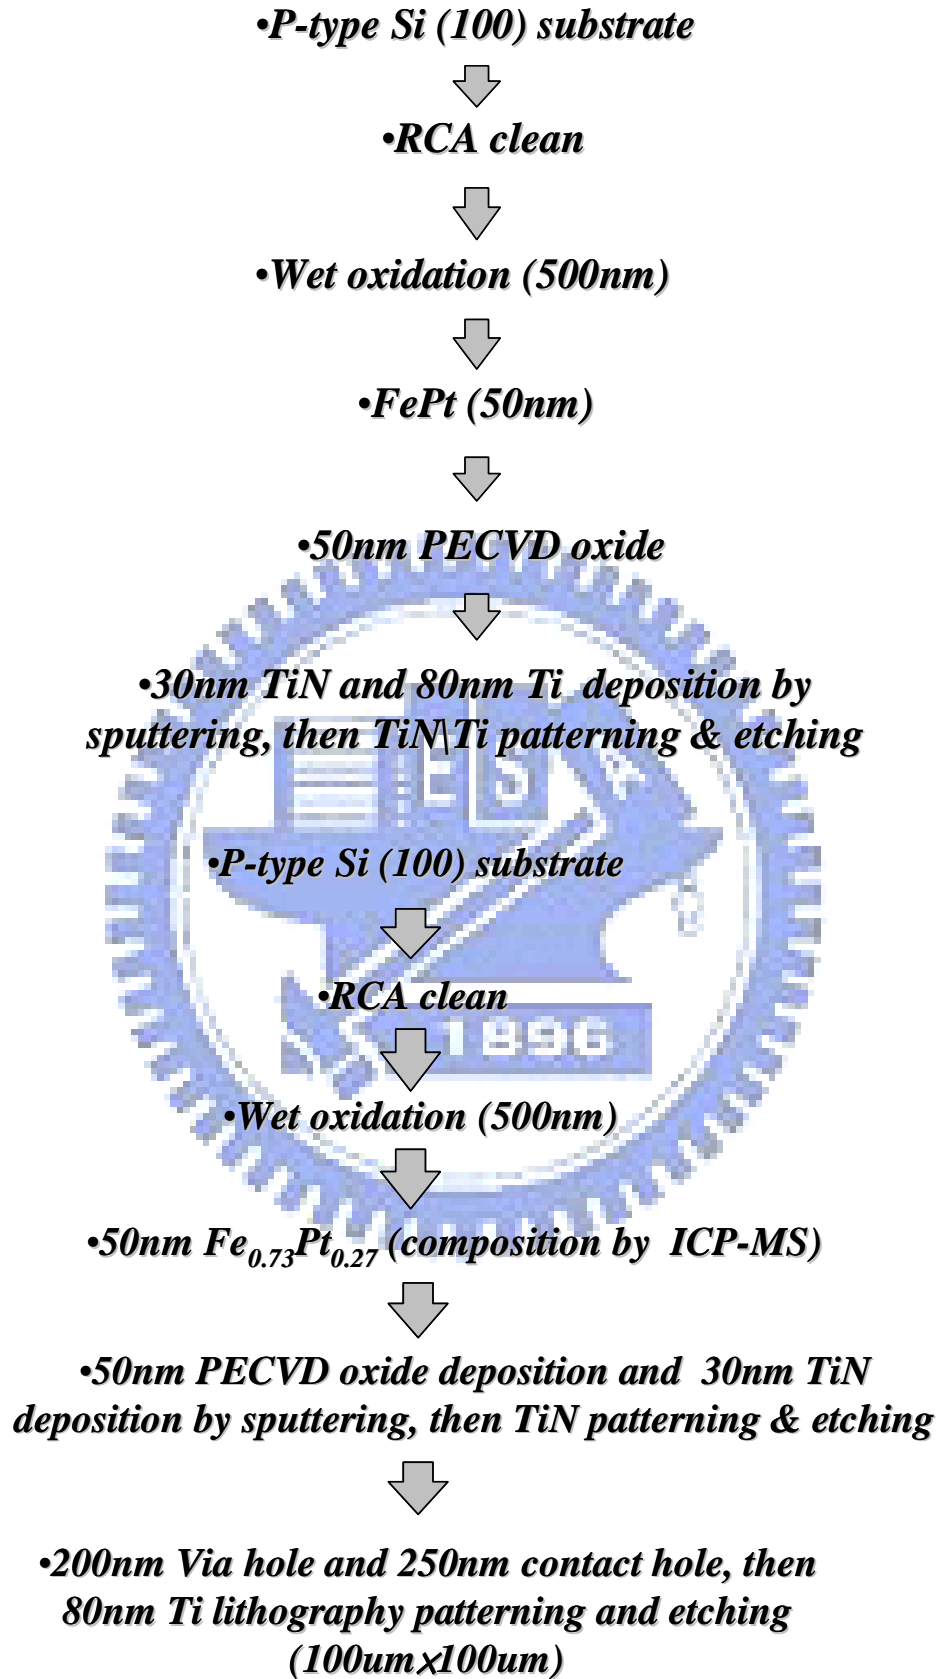 •P-type Si (100) substrate
•RCA clean
•Wet oxidation (500nm)
•FePt (50nm)
•50nm PECVD oxide
•30nm TiN and 80nm Ti deposition by
sputtering, then TiN\Ti patterning & etching
E S A
•P-type Si (100) substrate
•RCA clean
1896
•Wet oxidation (500nm)
•50nm Fe0.73Pt0.27 (composition by ICP-MS)
•50nm PECVD oxide deposition and 30nm TiN
deposition by sputtering, then TiN patterning & etching
•200nm Via hole and 250nm contact hole, then
80nm Ti lithography patterning and etching
(100um×100um)